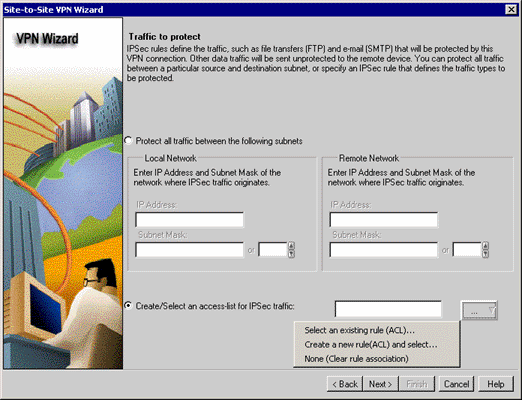 Site-to-Site VPN Wizard
VPN Wizard
Traffic to protect
IPSec rules define the traffic, such as file transfers (FTP) and e-mail (SMTP) that will be protected by this
VPN connection. Other data traffic will be sent unprotected to the remote device. You can protect all traffic
between a particular source and destination subnet, or specify an IPSec rule that defines the traffic types to
be protected.
Protect all traffic between the following subnets
Local Network
Enter IP Address and Subnet Mask of the
network where IPSec traffic originates.
IP Address:
Subnet Mask:
or
Remote Network
Enter IP Address and Subnet Mask of the
network where IPSec traffic originates.
IP Address:
Subnet Mask:
or
Create/Select an access-list for IPSec traffic:
...
Select an existing rule (ACL)...
Create a new rule(ACL) and select...
None (Clear rule association)
< Back
Next >
Finish
Cancel
Help